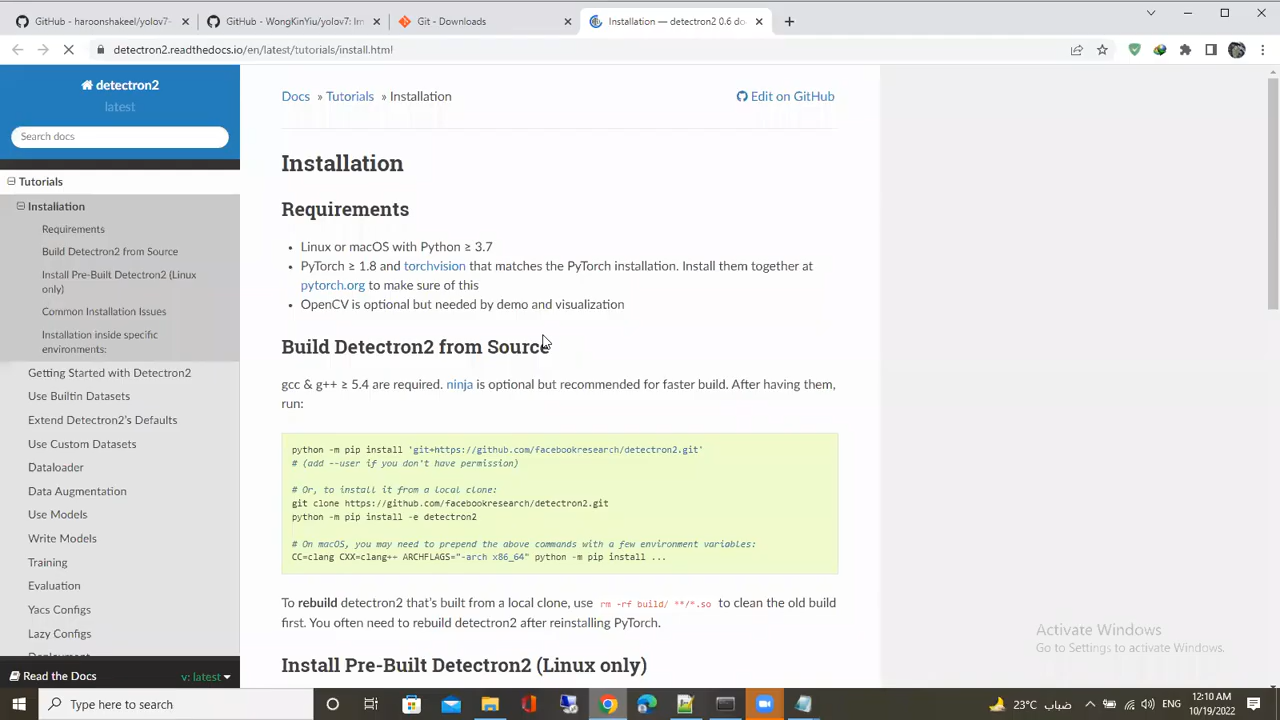 GitHub - haroonshakeel/yolov7-
GitHub - WongKinYiu/yolov7: Im
Git - Downloads
Installation — detectron2 0.6 do
detectron2.readthedocs.io/en/latest/tutorials/install.html
detectron2
latest
Search docs
Tutorials
Installation
Requirements
Build Detectron2 from Source
Install Pre-Built Detectron2 (Linux
only)
Common Installation Issues
Installation inside specific
environments:
Getting Started with Detectron2
Use Builtin Datasets
Extend Detectron2's Defaults
Use Custom Datasets
Dataloader
Data Augmentation
Use Models
Write Models
Training
Evaluation
Yacs Configs
Lazy Configs
Deployment
Read the Docs
v: latest
Docs » Tutorials » Installation
Edit on GitHub
Installation
Requirements
Linux or macOS with Python ≥ 3.7
PyTorch ≥ 1.8 and torchvision that matches the PyTorch installation. Install them together at
pytorch.org to make sure of this
OpenCV is optional but needed by demo and visualization
Build Detectron2 from Source
gcc & g++ ≥ 5.4 are required. ninja is optional but recommended for faster build. After having them,
run:
python -m pip install 'git+https://github.com/facebookresearch/detectron2.git'
# (add --user if you don't have permission)
# Or, to install it from a local clone:
git clone https://github.com/facebookresearch/detectron2.git
python -m pip install -e detectron2
# On macOS, you may need to prepend the above commands with a few environment variables:
CC=clang CXX=clang++ ARCHFLAGS="-arch x86_64" python -m pip install ...
To rebuild detectron2 that's built from a local clone, use rm -rf build/ **/*.so to clean the old build
first. You often need to rebuild detectron2 after reinstalling PyTorch.
Install Pre-Built Detectron2 (Linux only)
Activate Windows
Go to Settings to activate Windows.
Type here to search
23°C ضباب
ENG
12:10 AM
10/19/2022